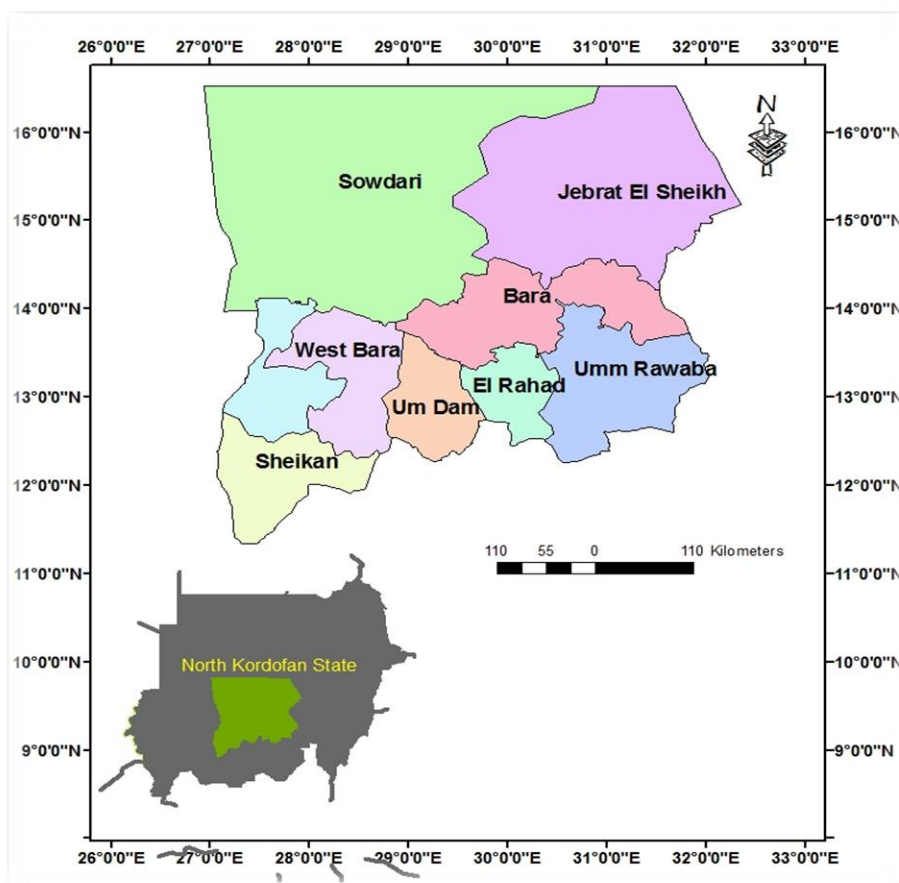 26°0'0"E 27°0'0"E 28°0'0"E 29°0'0"E 30°0'0"E 31°0'0"E 32°0'0"E 33°0'0"E
N
16°0'0"N 16°0'0"N
Sowdari
Jebrat El Sheikh
15°0'0"N 15°0'0"N
14°0'0"N 14°0'0"N
Bara
West Bara
Umm Rawaba
El Rahad
13°0'0"N 13°0'0"N
Um Dam
Sheikan
12°0'0"N 12°0'0"N
110 55 0 110 Kilometers
11°0'0"N 11°0'0"N
10°0'0"N 10°0'0"N
North Kordofan State
9°0'0"N 9°0'0"N
26°0'0"E 27°0'0"E 28°0'0"E 29°0'0"E 30°0'0"E 31°0'0"E 32°0'0"E 33°0'0"E